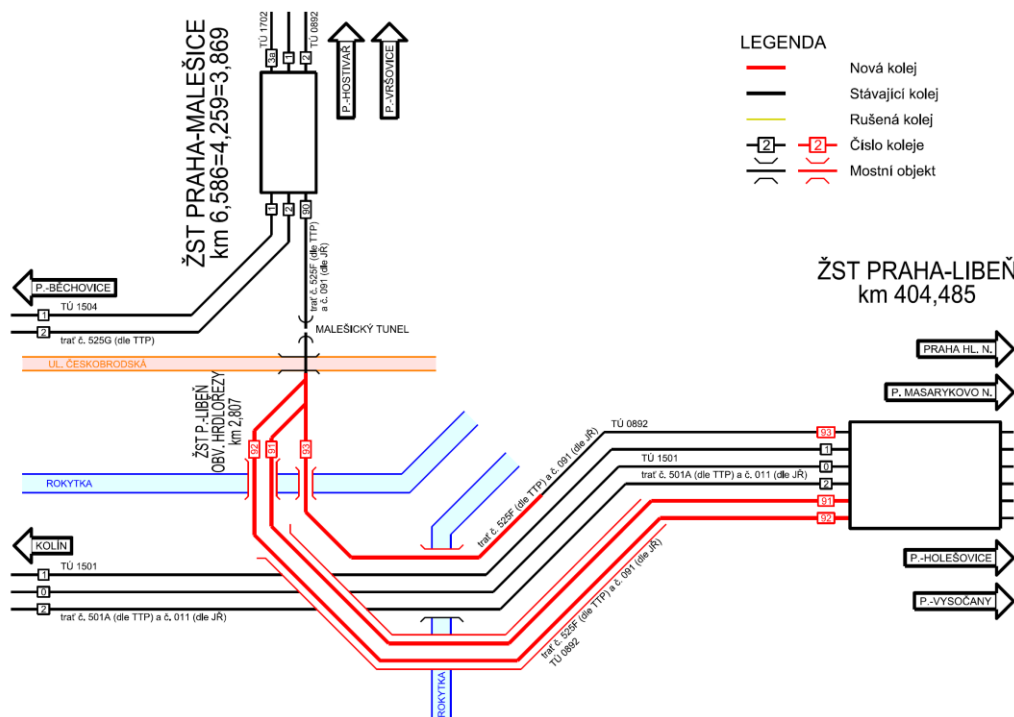 TÚ 1702
TÚ 0892
3a
1
2
P.-HOSTIVAŘ
P.-VRŠOVICE
ŽST PRAHA-MALEŠICE
km 6,586=4,259=3,869
1
2
90
trať č. 525F (dle TTP)
a č. 091 (dle JŘ)
LEGENDA
Nová kolej
Stávající kolej
Rušená kolej
2
2
Číslo koleje
Mostní objekt
P.-BĚCHOVICE
TÚ 1504
1
2
trať č. 525G (dle TTP)
MALEŠICKÝ TUNEL
UL. ČESKOBRODSKÁ
ŽST P.-LIBEŇ
OBV. HRDLOŘEZY
km 2,807
92
91
93
ROKYTKA
ŽST PRAHA-LIBEŇ
km 404,485
PRAHA HL. N.
P. MASARYKOVO N.
TÚ 0892
93
1
TÚ 1501
0
trať č. 501A (dle TTP) a č. 011 (dle JŘ)
2
91
92
trať č. 525F (dle TTP) a č. 091 (dle JŘ)
KOLÍN
TÚ 1501
1
0
2
trať č. 501A (dle TTP) a č. 011 (dle JŘ)
trať č. 525F (dle TTP) a č. 091 (dle JŘ)
TÚ 0892
ROKYTKA
P.-HOLEŠOVICE
P.-VYSOČANY